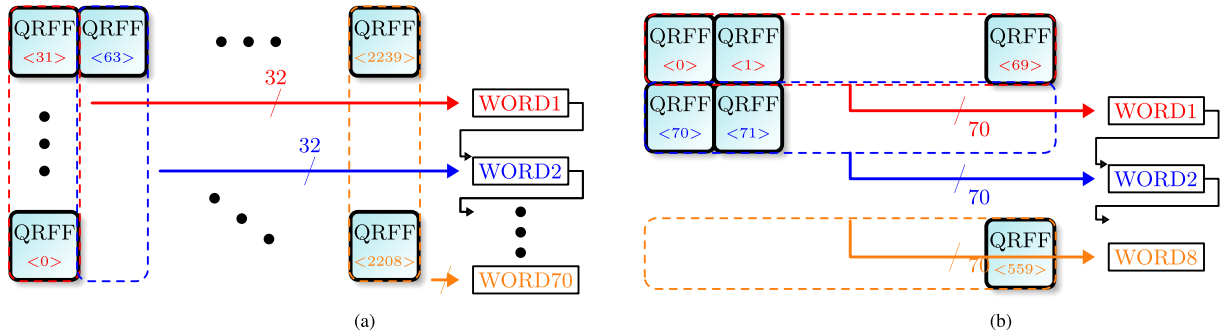 QRFF QRFF QRFF
<31> <63> <2239>
32
WORD1
32
WORD2
QRFF QRFF
<0> <2208>
WORD70
(a)
QRFF QRFF QRFF
<0> <1> <69>
QRFF QRFF
<70> <71>
WORD1
70
WORD2
70
QRFF
WORD8
70 <559>
(b)